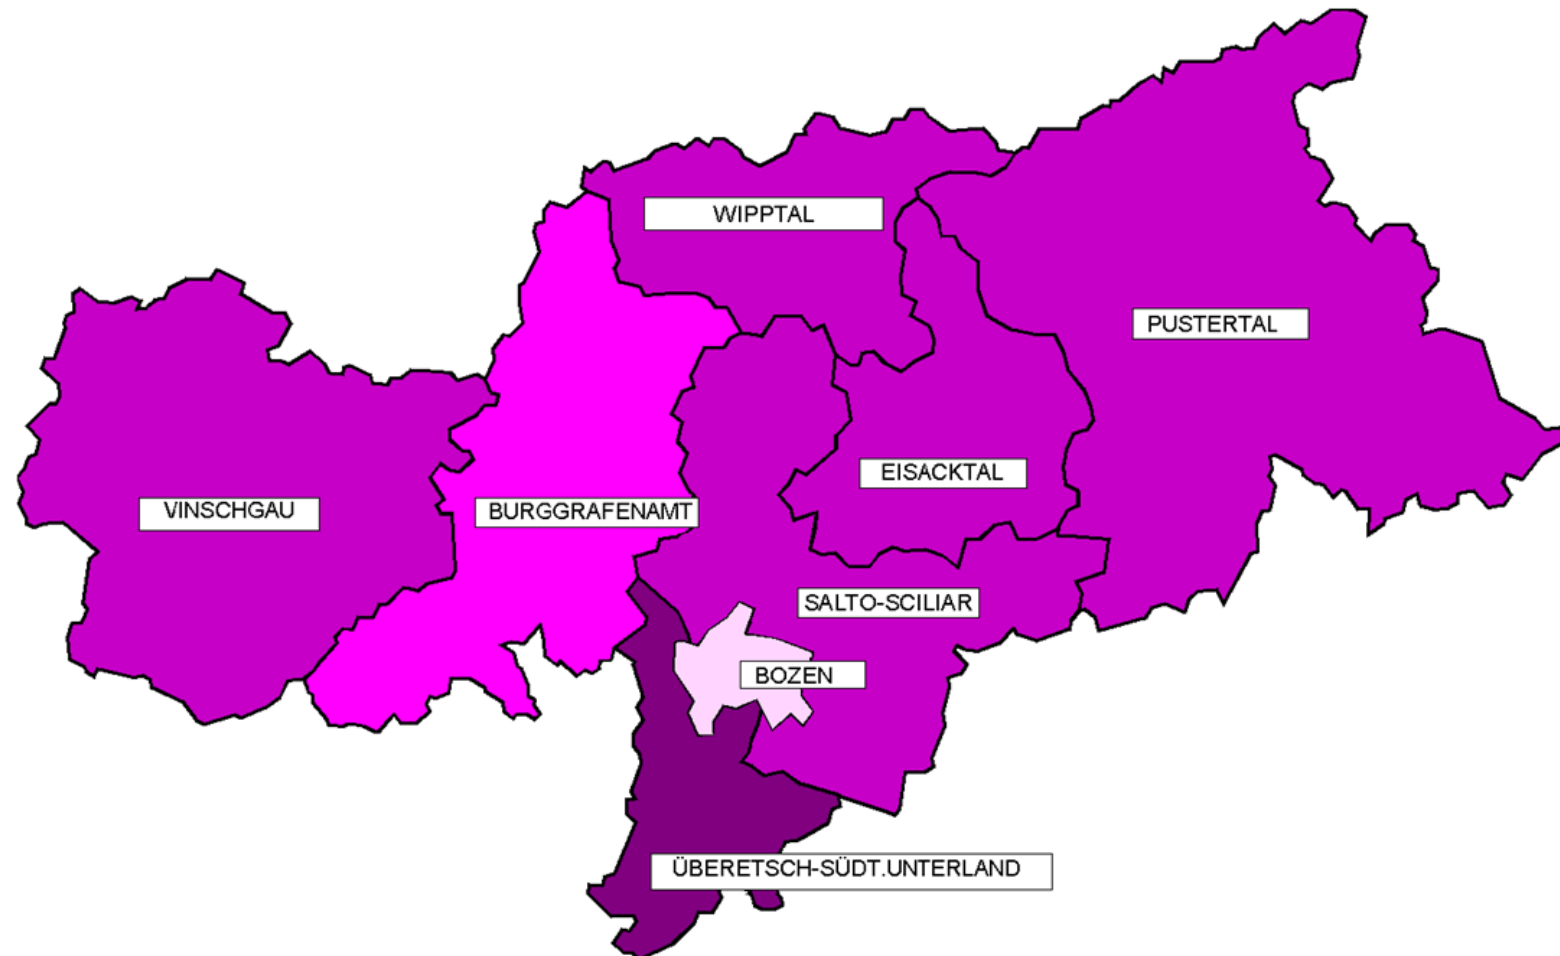 WIPPTAL
PUSTERTAL
EISACKTAL
VINSCHGAU
BURGGRAFENAMT
SALTO-SCILIAR
BOZEN
ÜBERETSCH-SÜDT.UNTERLAND